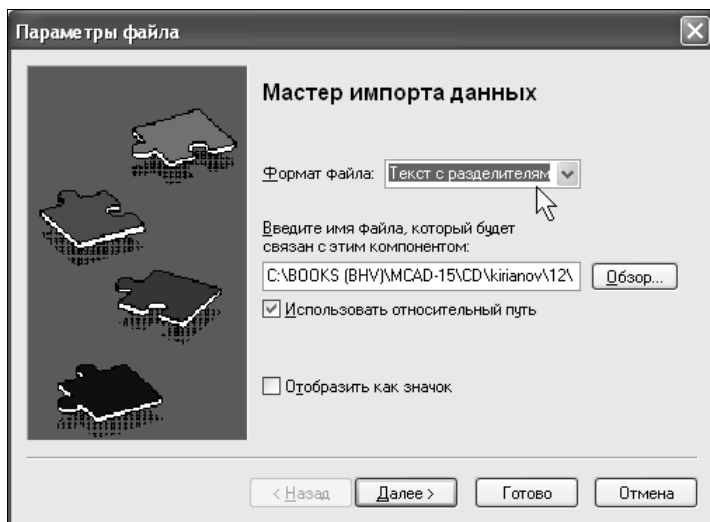 Параметры файла
Мастер импорта данных
Формат файла: Текст с разделителям
Введите имя файла, который будет
связан с этим компонентом:
C:\BOOKS (BHV)\MCAD-15\CD\kirianov\12\ Обзор...
Использовать относительный путь
Отобразить как значок
< Назад Далее > Готово Отмена